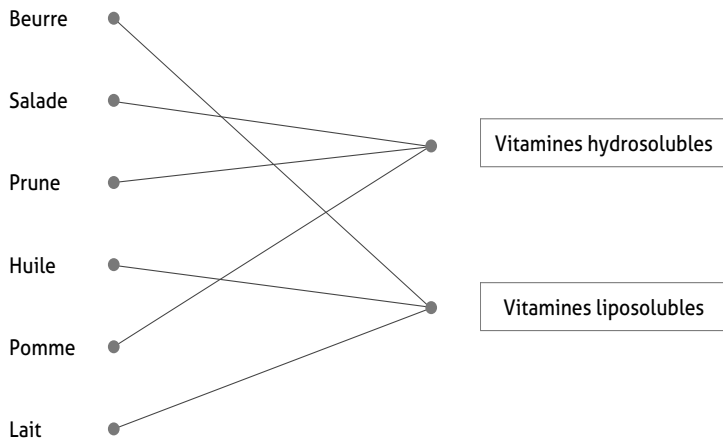 Beurre
Salade
Prune
Huile
Pomme
Lait
Vitamines hydrosolubles
Vitamines liposolubles